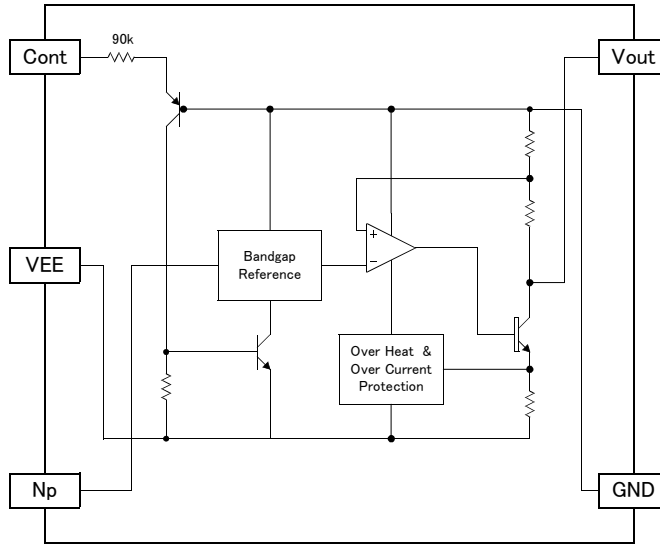 90k
Cont
Vout
+
−
Bandgap
Reference
VEE
Over Heat &
Over Current
Protection
Np
GND